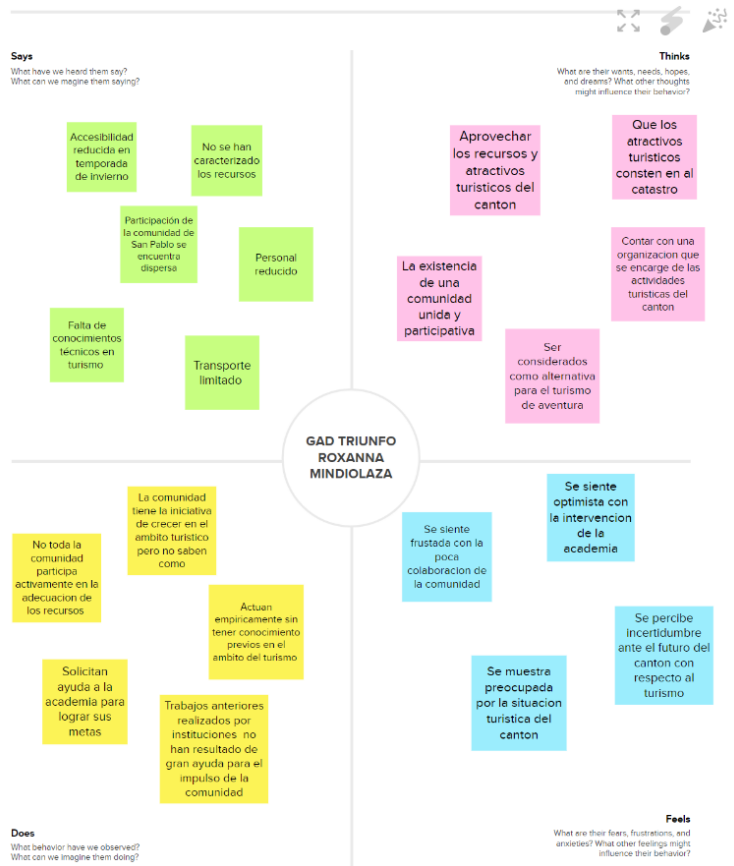 Says
What have we heard them say?
What can we magine them saying?
Accesibilidad
reducida en
temporada
de invierno
No se han
caracterizado
los recursos
Participación de
la comunidad de
San Pablo se
encuentra
dispersa
Personal
reducido
Falta de
conocimientos
técnicos en
turismo
Transporte
limitado
Thinks
What are their wants, needs, hopes,
and dreams? What other thoughts
might influence their behavior?
Aprovechar
los recursos y
atractivos
turisticos del
canton
Que los
atractivos
turisticos
consten en al
catastro
La existencia
de una
comunidad
unida y
participativa
Contar con una
organizacion que
se encarge de las
actividades
turisticas del
canton
Ser
considerados
como alternativa
para el turismo
de aventura
GAD TRIUNFO
ROXANNA
MINDIOLAZA
La comunidad
tiene la iniciativa
de crecer en el
ambito turistico
pero no saben
como
No toda la
comunidad
participa
activamente en la
adecuacion de
los recursos
Actuan
empiricamente sin
tener conocimiento
previos en el
ambito del turismo
Solicitan
ayuda a la
academia para
lograr sus
metas
Trabajos anteriores
realizados por
instituciones no
han resultado de
gran ayuda para el
impulso de la
comunidad
Does
What behavior have we observed?
What can we imagine them doing?
Se siente
optimista con
la intervencion
de la
academia
Se siente
frustada con la
poca
colaboracion de
la comunidad
Se percibe
incertidumbre
ante el futuro del
canton con
respecto al
turismo
Se muestra
preocupada
por la situacion
turistica del
canton
Feels
What are their fears, frustrations, and
anxieties? What other feelings might
influence their behavior?